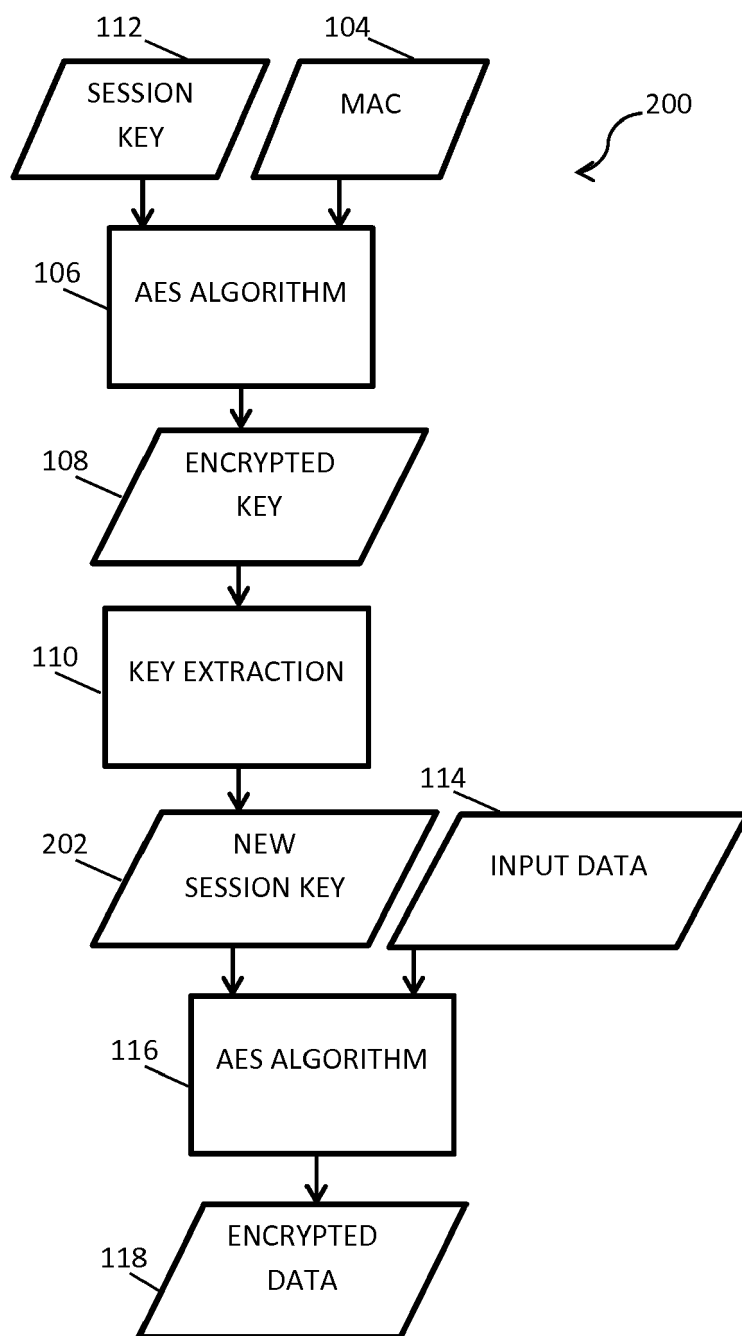 112
104
SESSION
KEY
MAC
200
106
AES ALGORITHM
108
ENCRYPTED
KEY
110
KEY EXTRACTION
114
202
NEW
SESSION KEY
INPUT DATA
116
AES ALGORITHM
118
ENCRYPTED
DATA